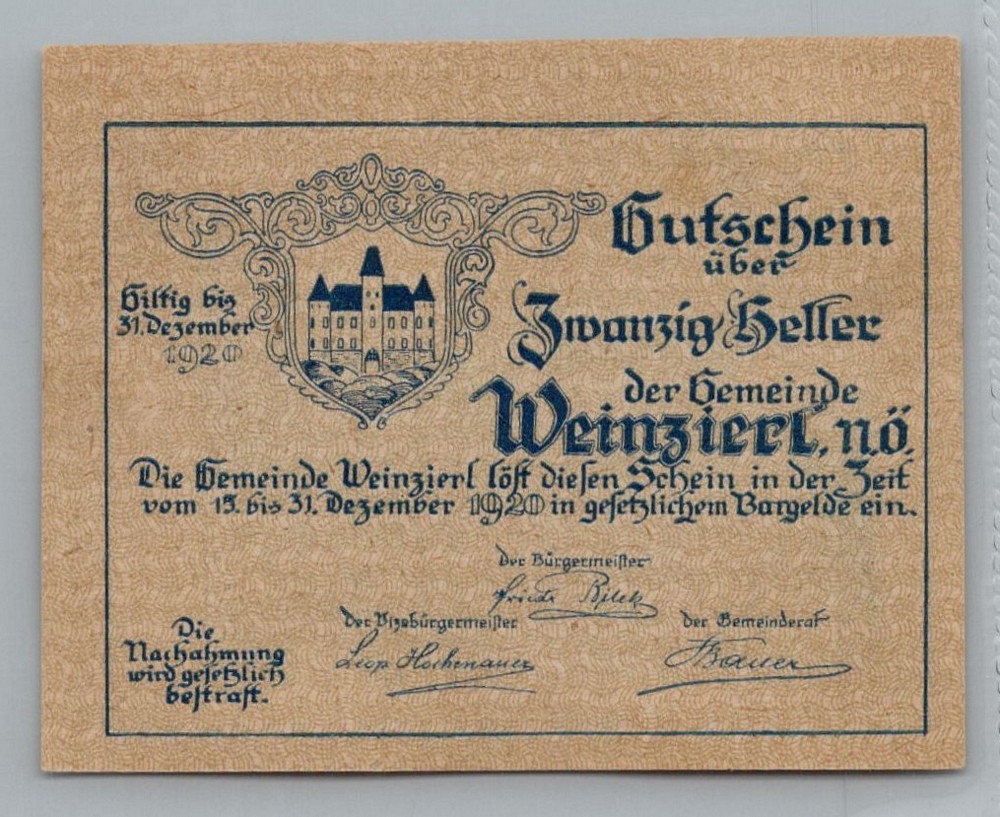 Gutschein
über
Zwanzig Heller
der Gemeinde
Weinzierl, n.ö.
Giltig bis
31. Dezember
1920
Die Gemeinde Weinzierl löst diesen Schein in der Zeit
vom 15. bis 31. Dezember 1920 in gesetzlichem Bargelde ein.
Der Bürgermeister
Der Vizebürgermeister
Leop. Hochenauer
Der Gemeinderat
Bauer
Die
Nachahmung
wird gesetzlich
bestraft.